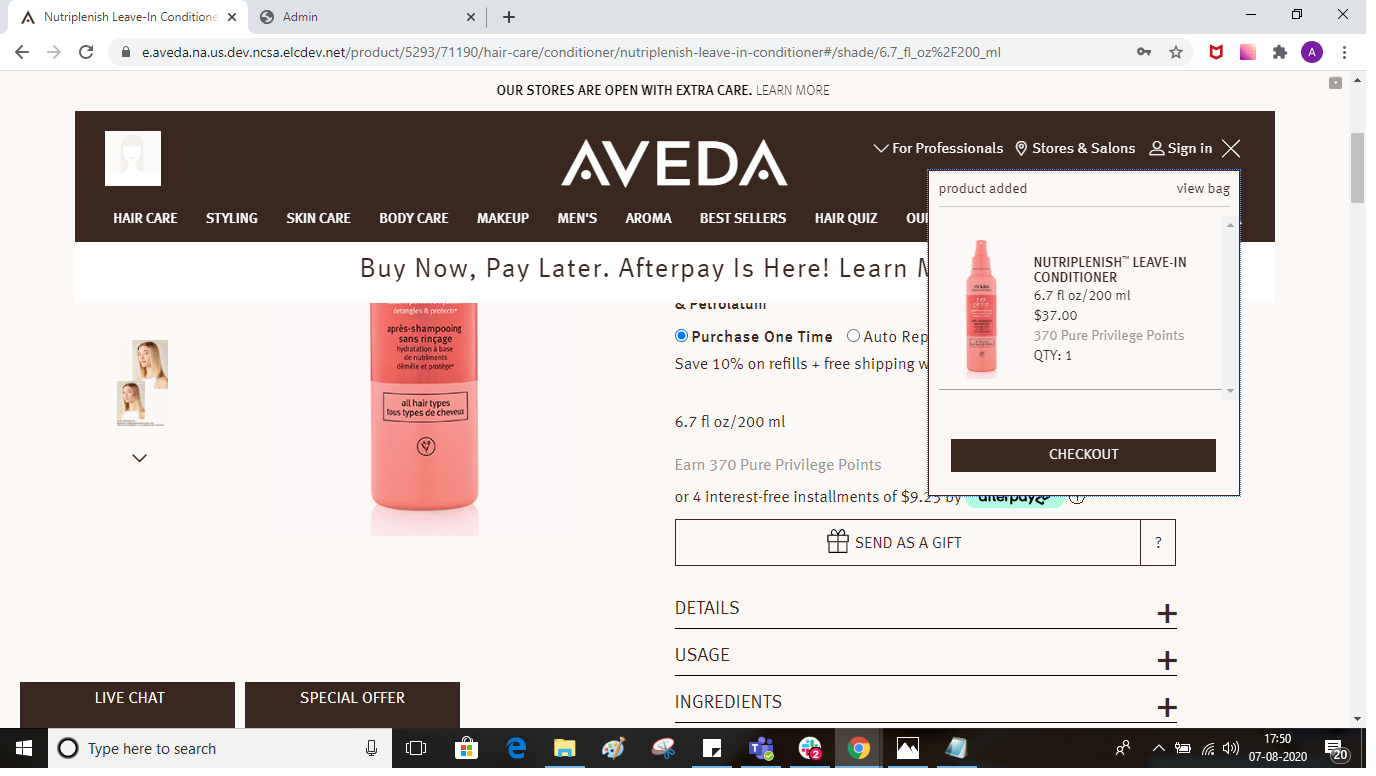 Nutriplenish Leave-In Conditione
Admin
e.aveda.na.us.dev.ncsa.elcdev.net/product/5293/71190/hair-care/conditioner/nutriplenish-leave-in-conditioner#/shade/6.7_fl_oz%2F200_ml
A
OUR STORES ARE OPEN WITH EXTRA CARE. LEARN MORE
AVEDA
For Professionals
Stores & Salons
Sign in
HAIR CARE
STYLING
SKIN CARE
BODY CARE
MAKEUP
MEN'S
AROMA
BEST SELLERS
HAIR QUIZ
OU
product added
view bag
NUTRIPLENISH™ LEAVE-IN
CONDITIONER
6.7 fl oz/200 ml
$37.00
370 Pure Privilege Points
QTY: 1
CHECKOUT
Buy Now, Pay Later. Afterpay Is Here! Learn M
détangles & protects*
après-shampooing
sans rinçage
hydratation à base
de nutriments
démêle et protège*
all hair types
tous types de cheveux
& Petrolatum
Purchase One Time
Auto Rep
Save 10% on refills + free shipping w
6.7 fl oz/200 ml
Earn 370 Pure Privilege Points
or 4 interest-free installments of $9.25 by afterpay
SEND AS A GIFT
?
DETAILS
USAGE
INGREDIENTS
LIVE CHAT
SPECIAL OFFER
Type here to search
2
17:50
07-08-2020
20